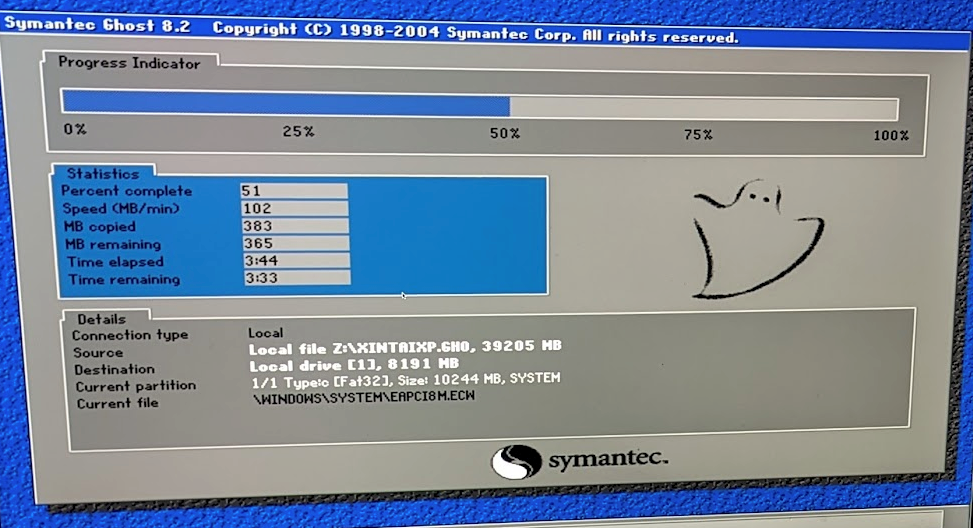 Symantec Ghost 8.2   Copyright (C) 1998-2004 Symantec Corp. All rights reserved.
Progress Indicator
0% 25% 50% 75% 100%
Statistics
Percent complete 51
Speed (MB/min) 102
MB copied 383
MB remaining 365
Time elapsed 3:44
Time remaining 3:33
Details
Connection type Local
Source Local file Z:\XINTAIXP.GHO, 39205 MB
Destination Local drive [1], 8191 MB
Current partition 1/1 Type:c [Fat32], Size: 10244 MB, SYSTEM
Current file \WINDOWS\SYSTEM\EAPCI8M.ECW
symantec™